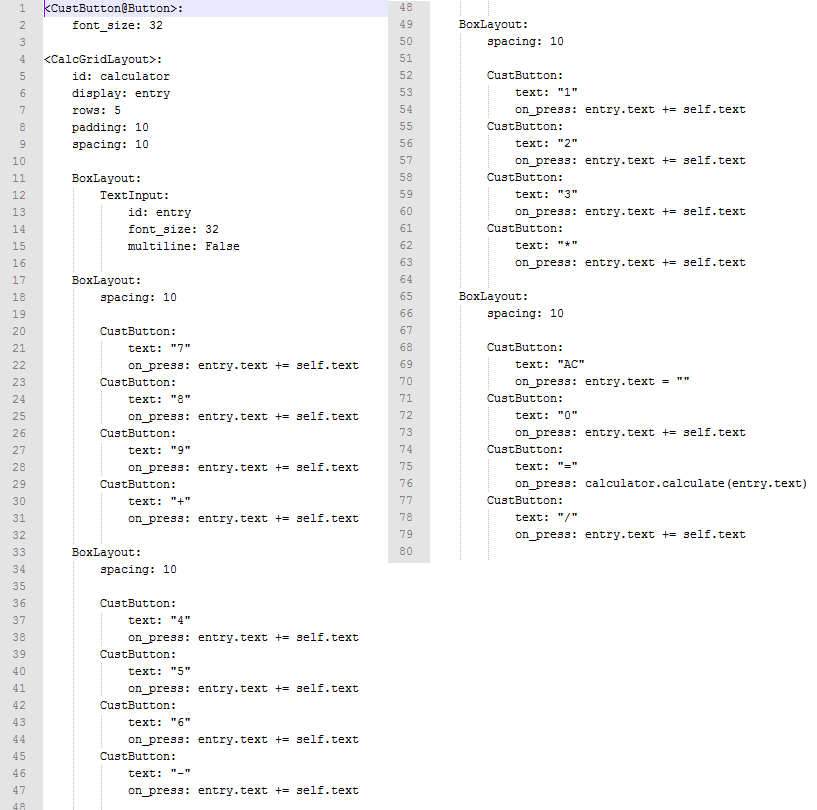 1 <CustButton@Button>:
2     font_size: 32
3
4 <CalcGridLayout>:
5     id: calculator
6     display: entry
7     rows: 5
8     padding: 10
9     spacing: 10
10
11     BoxLayout:
12         TextInput:
13             id: entry
14             font_size: 32
15             multiline: False
16
17     BoxLayout:
18         spacing: 10
19
20         CustButton:
21             text: "7"
22             on_press: entry.text += self.text
23         CustButton:
24             text: "8"
25             on_press: entry.text += self.text
26         CustButton:
27             text: "9"
28             on_press: entry.text += self.text
29         CustButton:
30             text: "+"
31             on_press: entry.text += self.text
32
33     BoxLayout:
34         spacing: 10
35
36         CustButton:
37             text: "4"
38             on_press: entry.text += self.text
39         CustButton:
40             text: "5"
41             on_press: entry.text += self.text
42         CustButton:
43             text: "6"
44             on_press: entry.text += self.text
45         CustButton:
46             text: "-"
47             on_press: entry.text += self.text
48
48
49     BoxLayout:
50         spacing: 10
51
52         CustButton:
53             text: "1"
54             on_press: entry.text += self.text
55         CustButton:
56             text: "2"
57             on_press: entry.text += self.text
58         CustButton:
59             text: "3"
60             on_press: entry.text += self.text
61         CustButton:
62             text: "*"
63             on_press: entry.text += self.text
64
65     BoxLayout:
66         spacing: 10
67
68         CustButton:
69             text: "AC"
70             on_press: entry.text = ""
71         CustButton:
72             text: "0"
73             on_press: entry.text += self.text
74         CustButton:
75             text: "="
76             on_press: calculator.calculate(entry.text)
77         CustButton:
78             text: "/"
79             on_press: entry.text += self.text
80